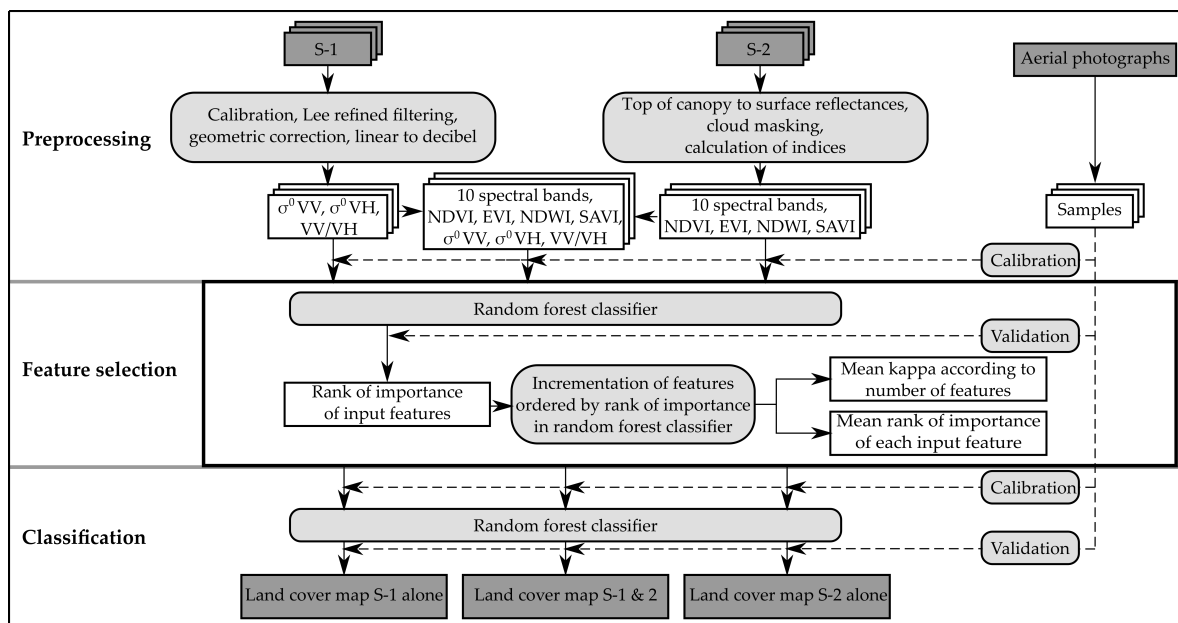 S-1
S-2
Aerial photographs
Preprocessing
Calibration, Lee refined filtering,
geometric correction, linear to decibel
Top of canopy to surface reflectances,
cloud masking,
calculation of indices
σ⁰VV, σ⁰VH,
VV/VH
10 spectral bands,
NDVI, EVI, NDWI, SAVI,
σ⁰VV, σ⁰VH, VV/VH
10 spectral bands,
NDVI, EVI, NDWI, SAVI
Samples
Calibration
Feature selection
Random forest classifier
Validation
Rank of importance
of input features
Incrementation of features
ordered by rank of importance
in random forest classifier
Mean kappa according to
number of features
Mean rank of importance
of each input feature
Calibration
Classification
Random forest classifier
Validation
Land cover map S-1 alone
Land cover map S-1 & 2
Land cover map S-2 alone